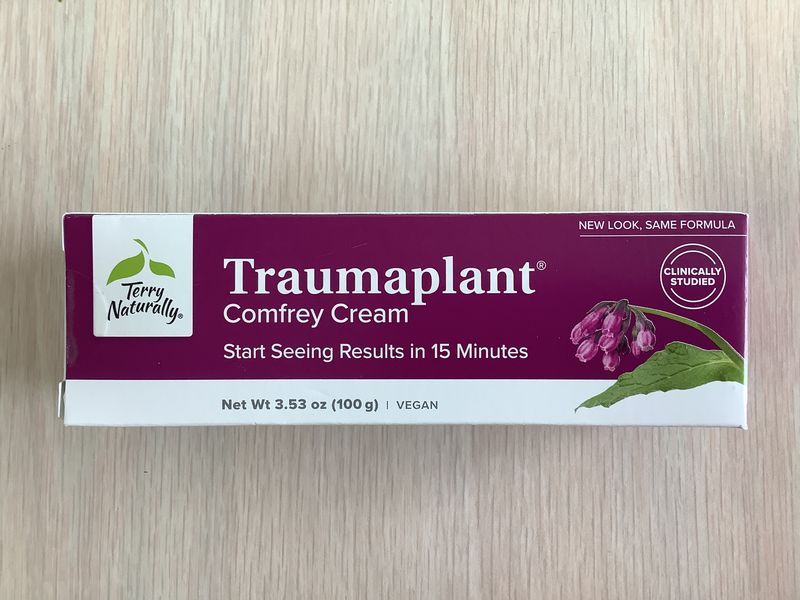 NEW LOOK, SAME FORMULA
Terry
Naturally®
Traumaplant®
Comfrey Cream
Start Seeing Results in 15 Minutes
CLINICALLY
STUDIED
Net Wt 3.53 oz (100 g) | VEGAN